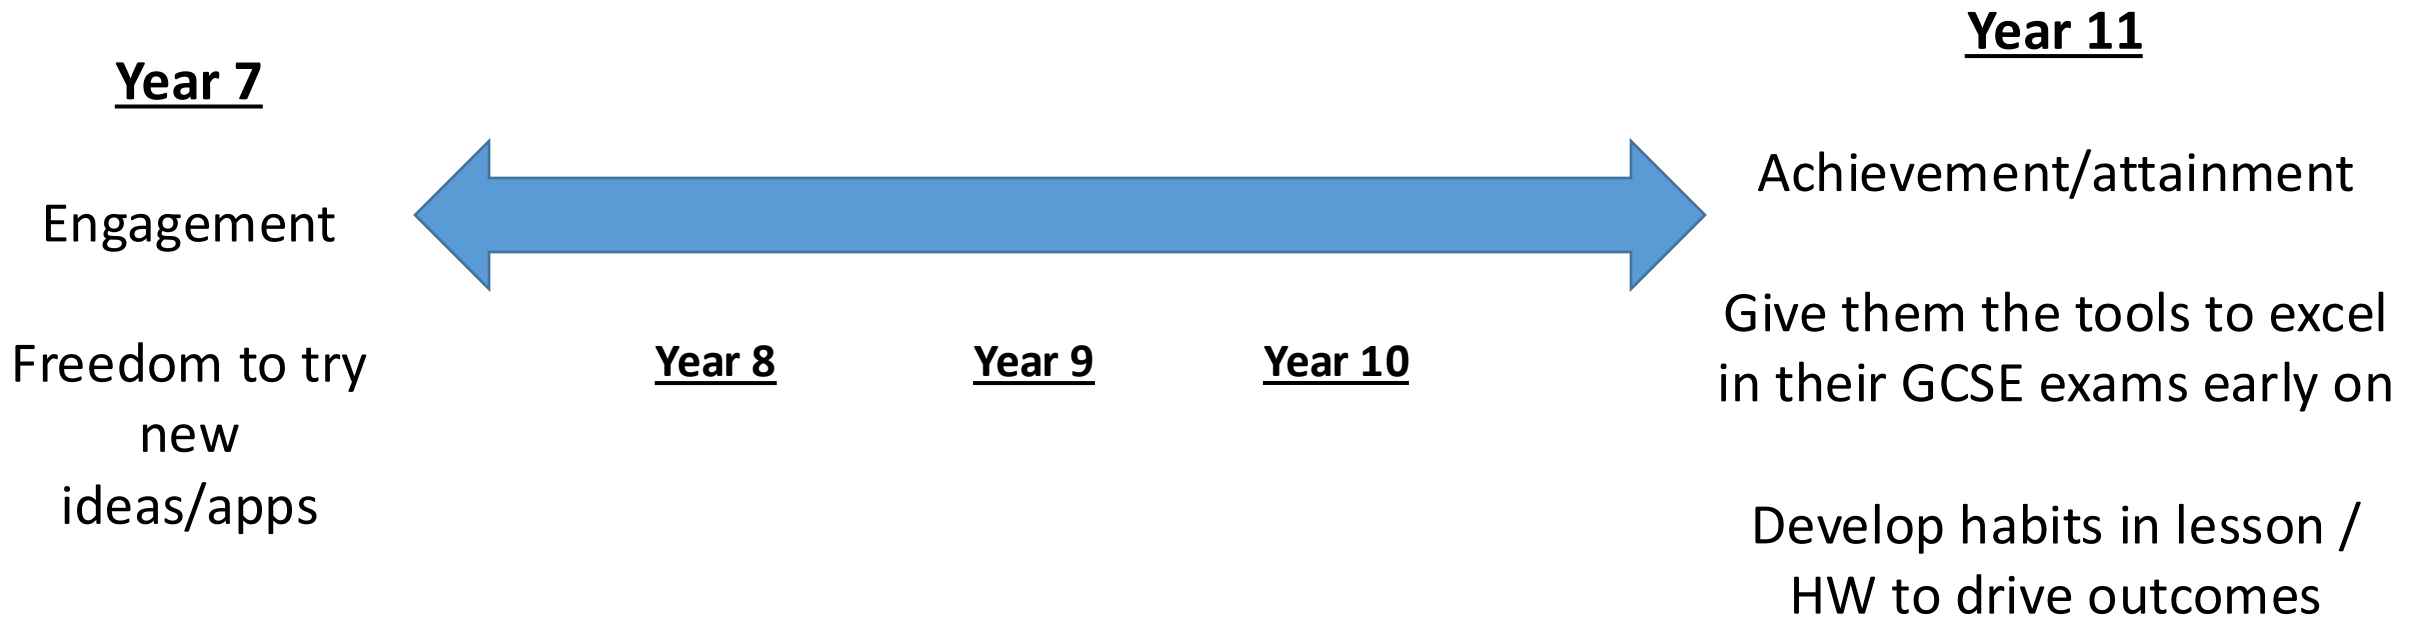 Year 7
Engagement
Freedom to try
new
ideas/apps
Year 8
Year 9
Year 10
Year 11
Achievement/attainment
Give them the tools to excel
in their GCSE exams early on
Develop habits in lesson /
HW to drive outcomes